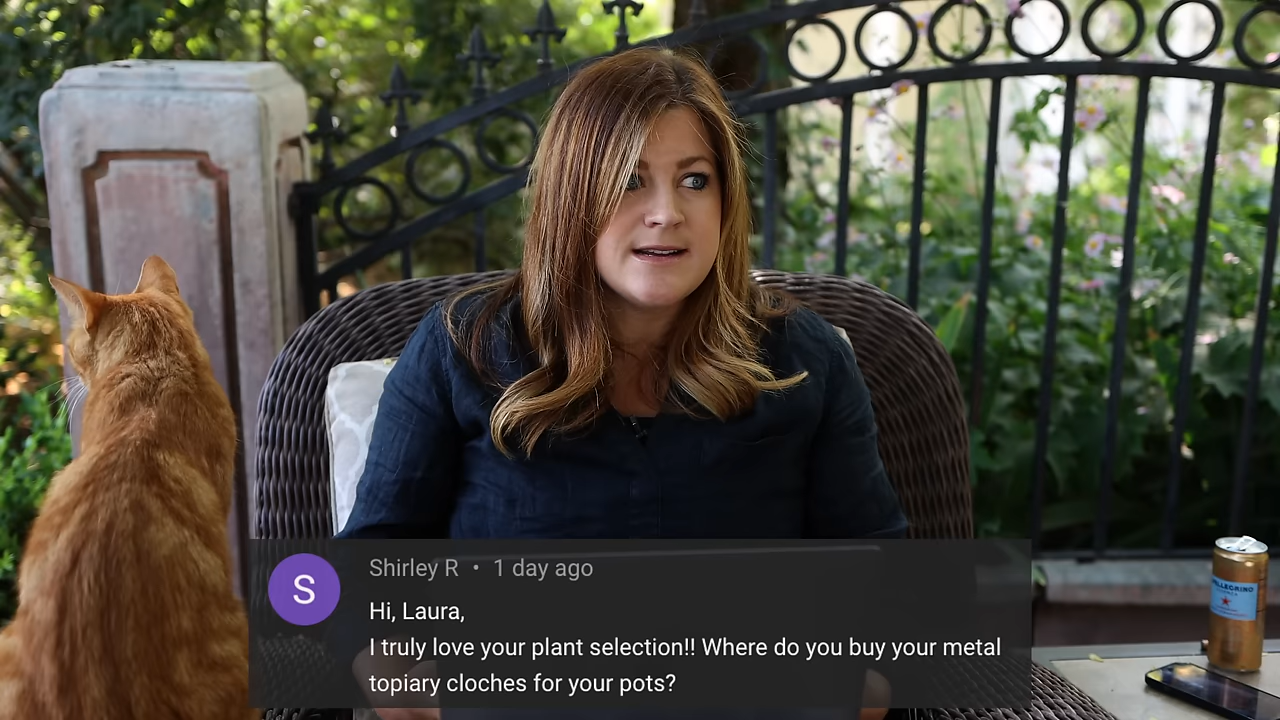 S
Shirley R • 1 day ago
Hi, Laura,
I truly love your plant selection!! Where do you buy your metal
topiary cloches for your pots?
PELLEGRINO